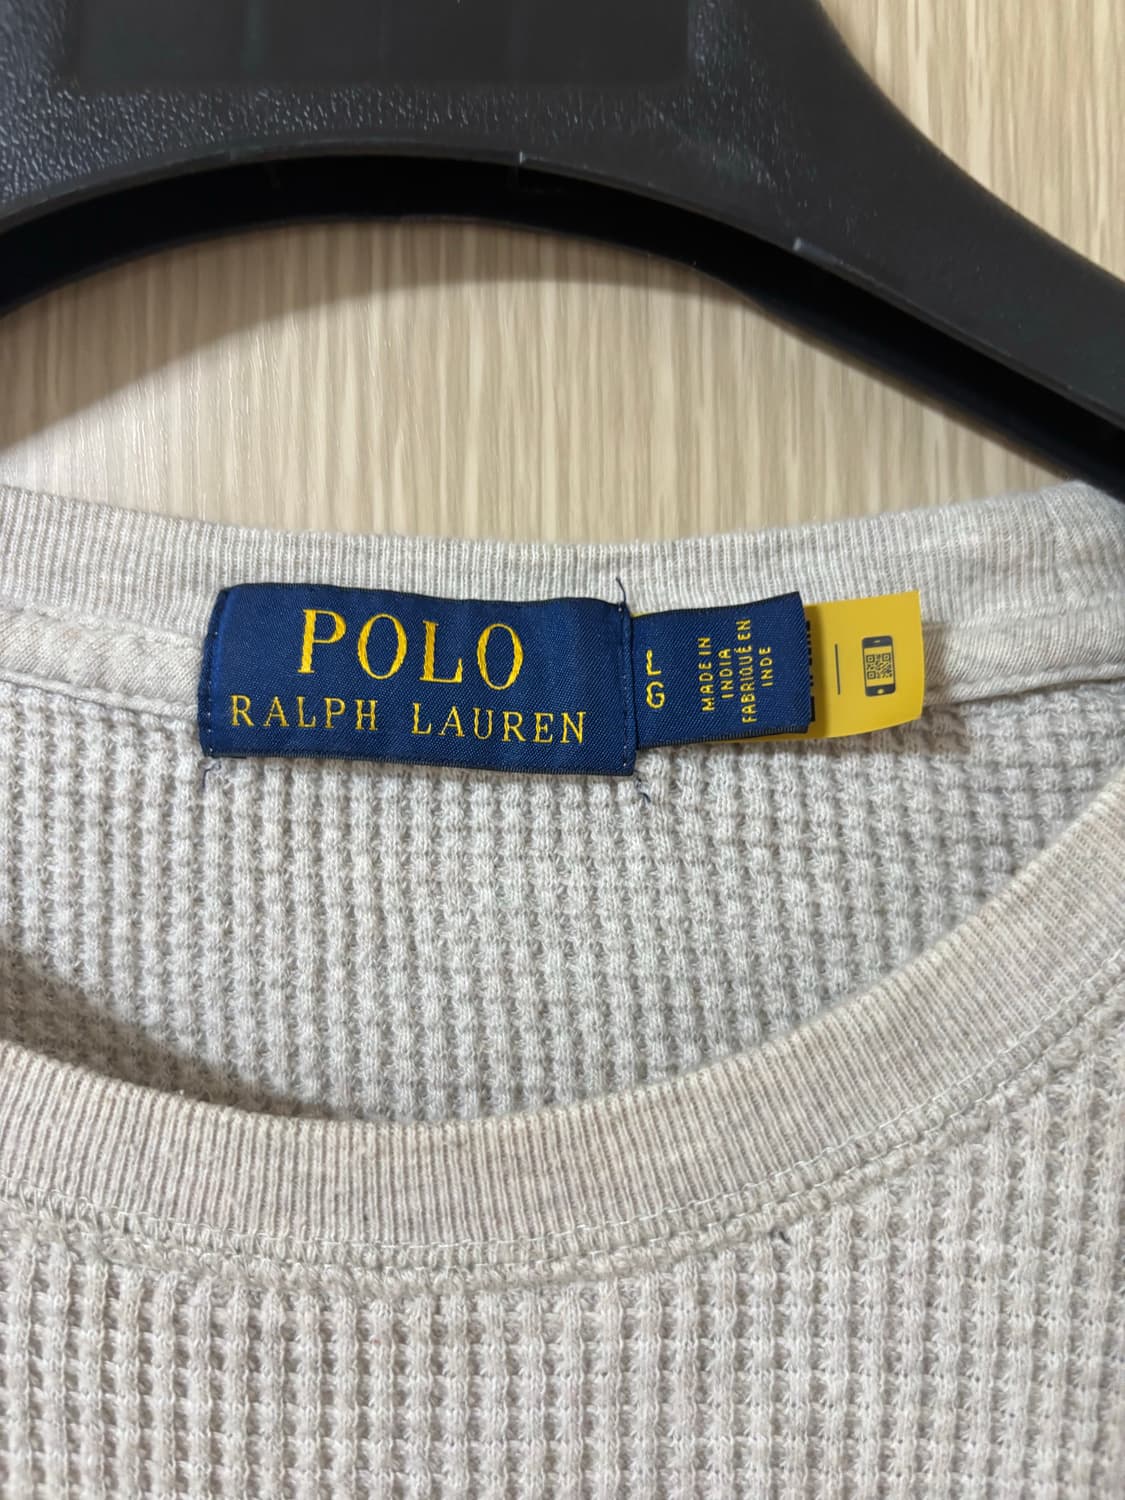 POLO
RALPH LAUREN
L
G
MADE IN
INDIA
FABRIQUÉ EN
INDE